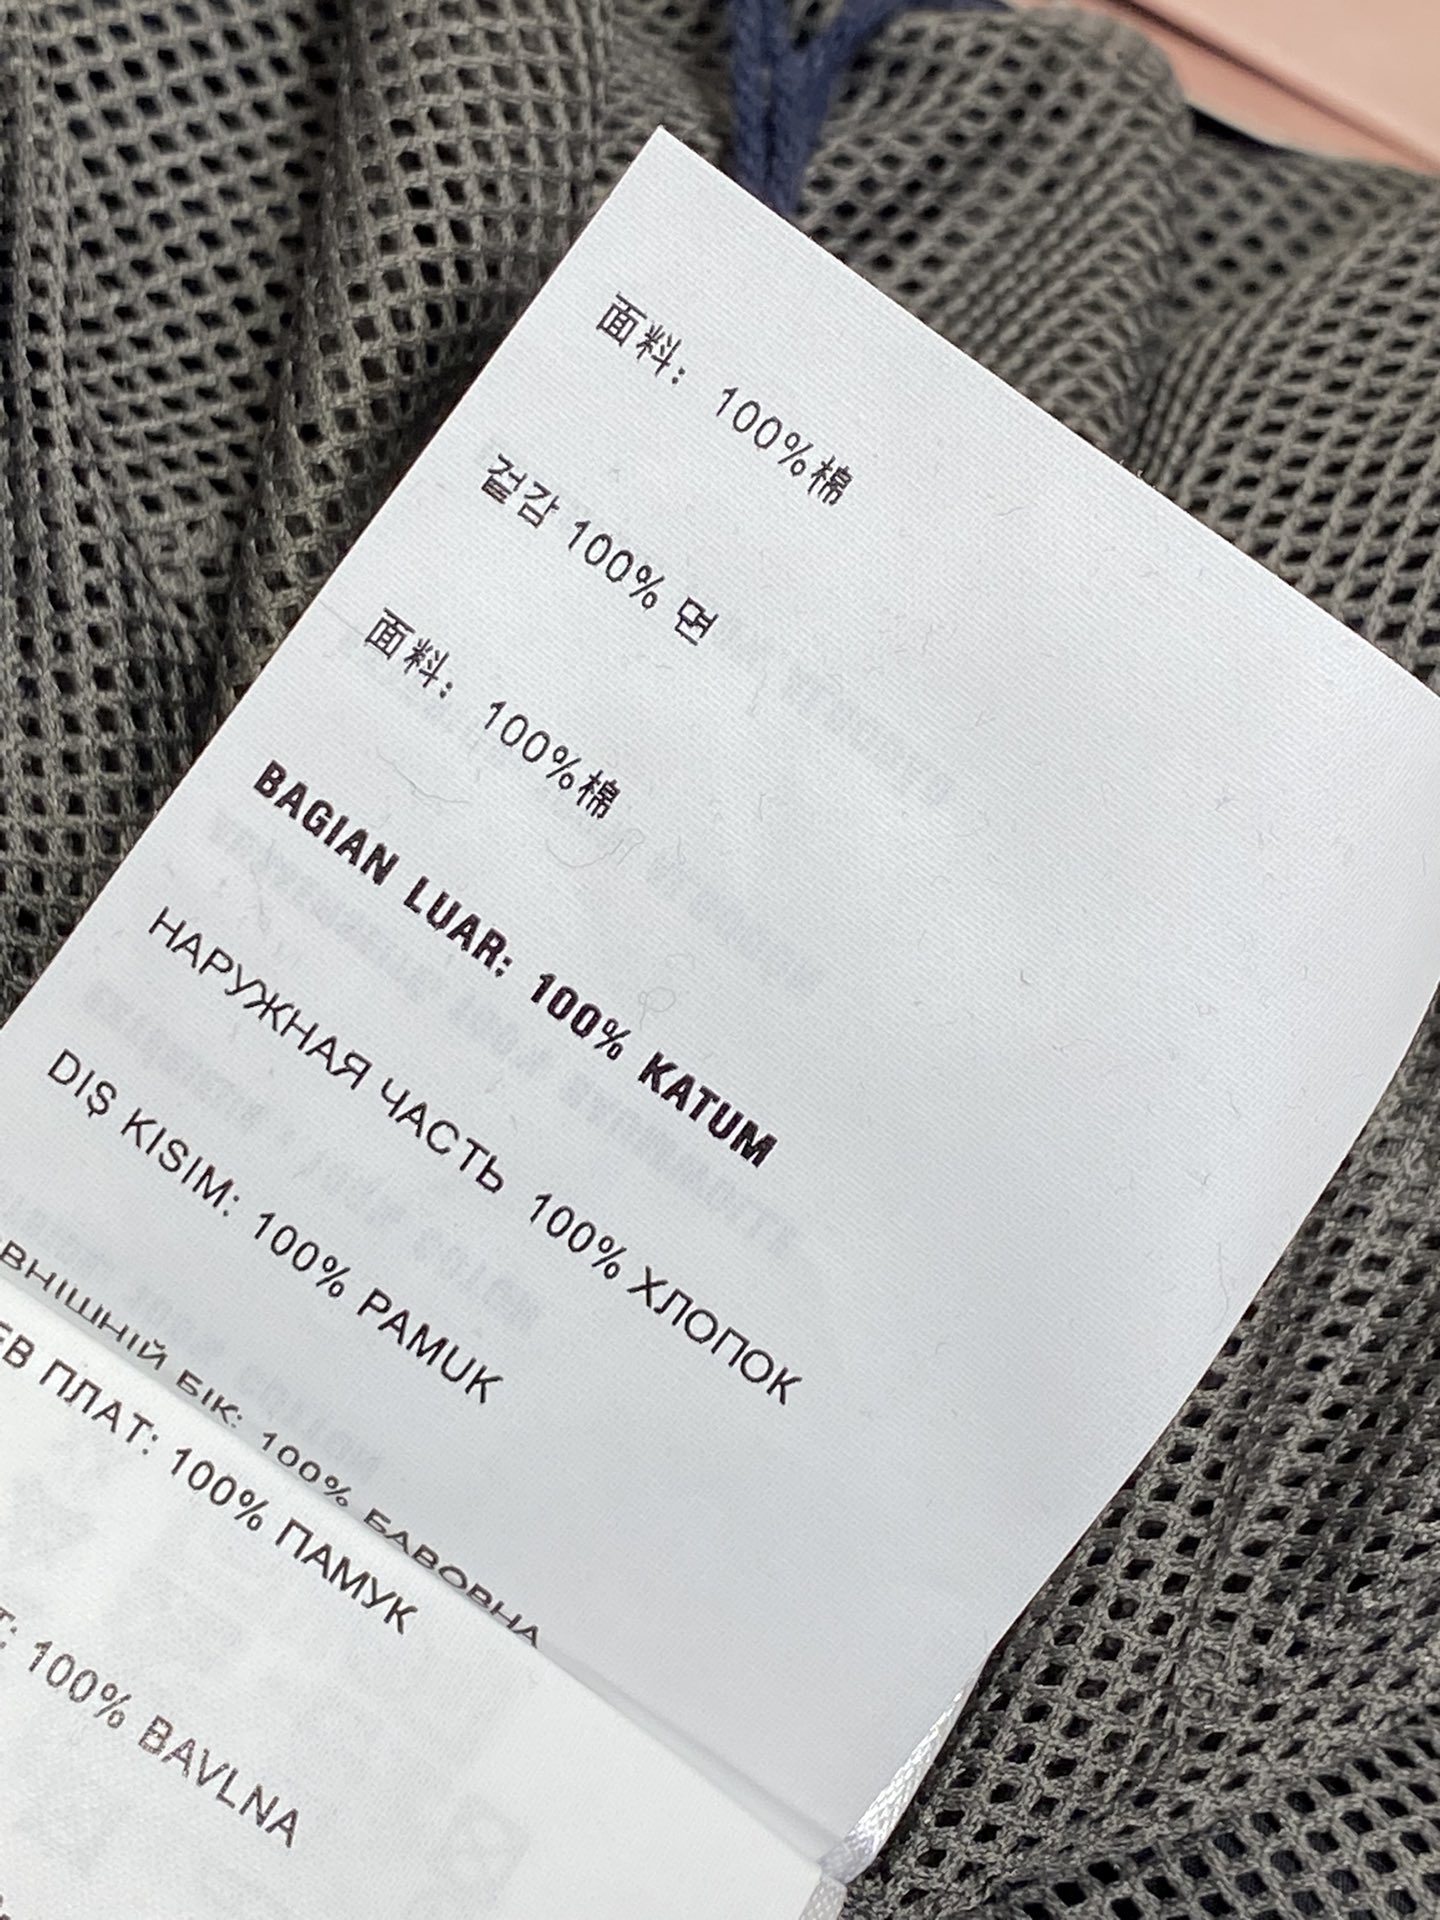 面料: 100%棉
겉감 100% 면
面料: 100%棉
BAGIAN LUAR: 100% KATUM
НАРУЖНАЯ ЧАСТЬ 100% ХЛОПОК
DIŞ KISIM: 100% PAMUK
ВНІШНІЙ БІК: 100% БАВОВНА
ПЛАТ: 100% ПАМУК
100% BAVLNA